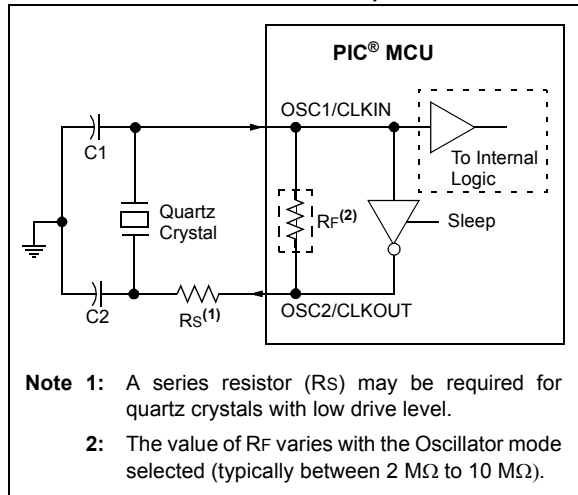 PIC® MCU
OSC1/CLKIN
C1
To Internal
Logic
Quartz
Crystal
RF(2)
Sleep
C2
RS(1)
OSC2/CLKOUT
Note 1: A series resistor (RS) may be required for
quartz crystals with low drive level.
2: The value of RF varies with the Oscillator mode
selected (typically between 2 MΩ to 10 MΩ).